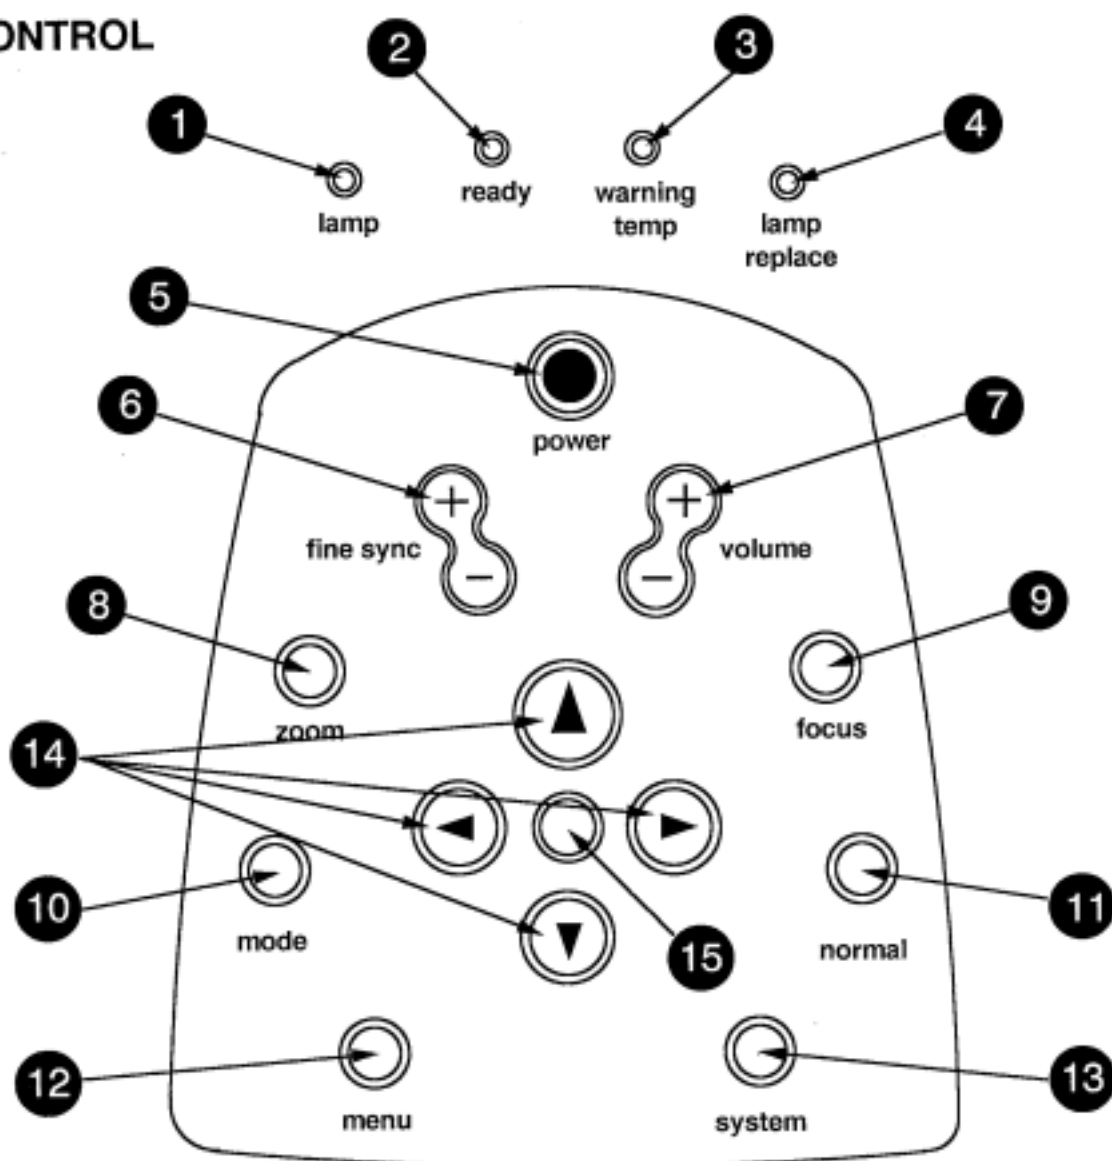 ONTROL
2
3
1
4
ready
warning
temp
lamp
lamp
replace
5
power
6
7
+
+
fine sync
volume
−
−
8
9
zoom
focus
14
10
11
mode
15
normal
12
13
menu
system